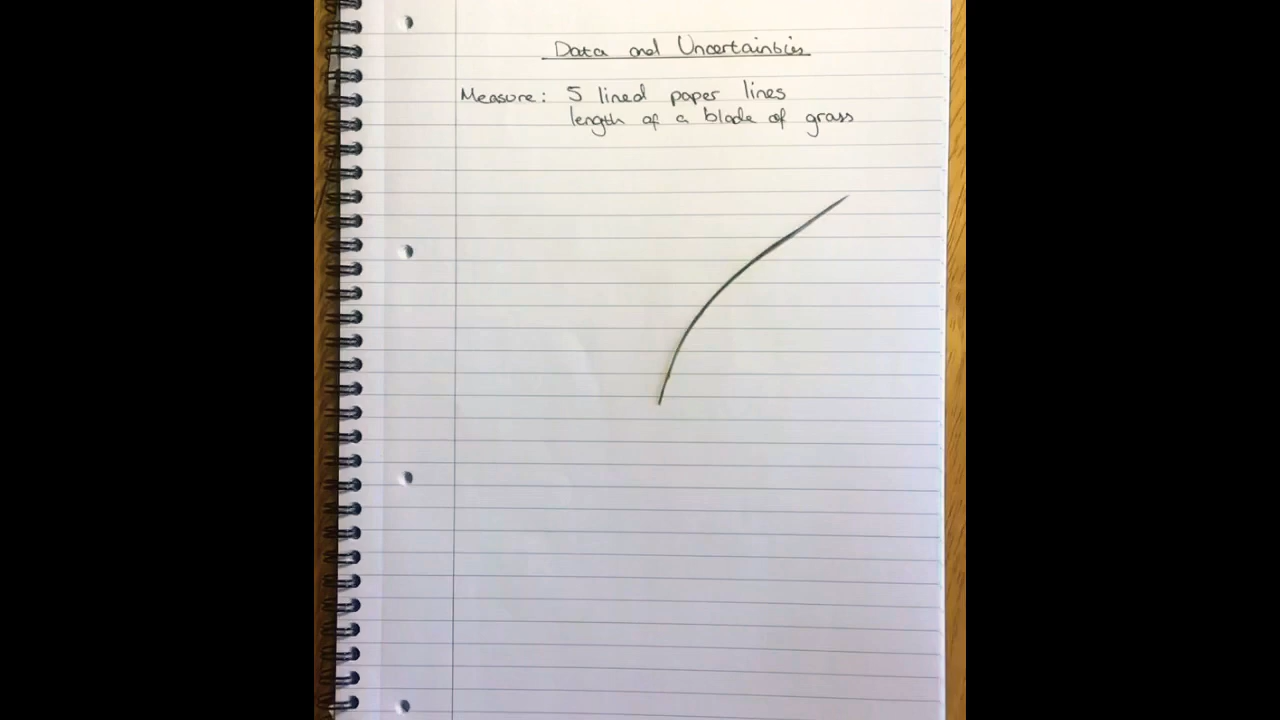 Data and Uncertainties
Measure: 5 lined paper lines
length of a blade of grass